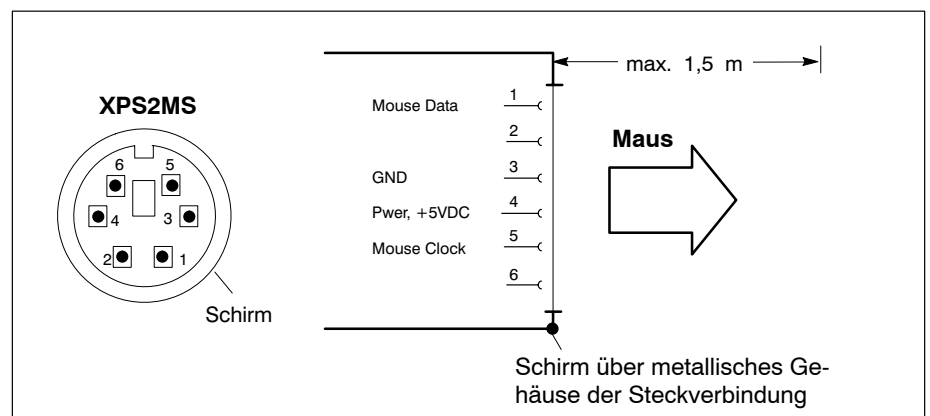 max. 1,5 m
XPS2MS
6 5
4 3
2 1
Schirm
Mouse Data 1
2
GND 3
Pwer, +5VDC 4
Mouse Clock 5
6
Maus
Schirm über metallisches Ge-
häuse der Steckverbindung